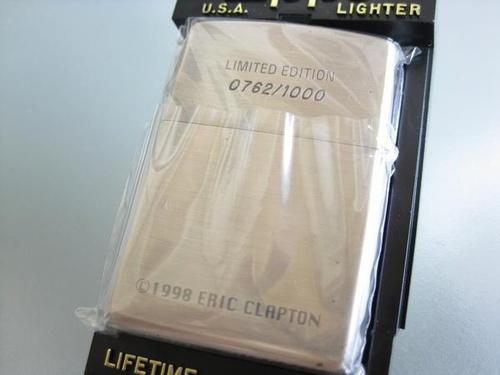 U.S.A.
LIGHTER
LIMITED EDITION
0762/1000
©1998 ERIC CLAPTON
LIFETIME